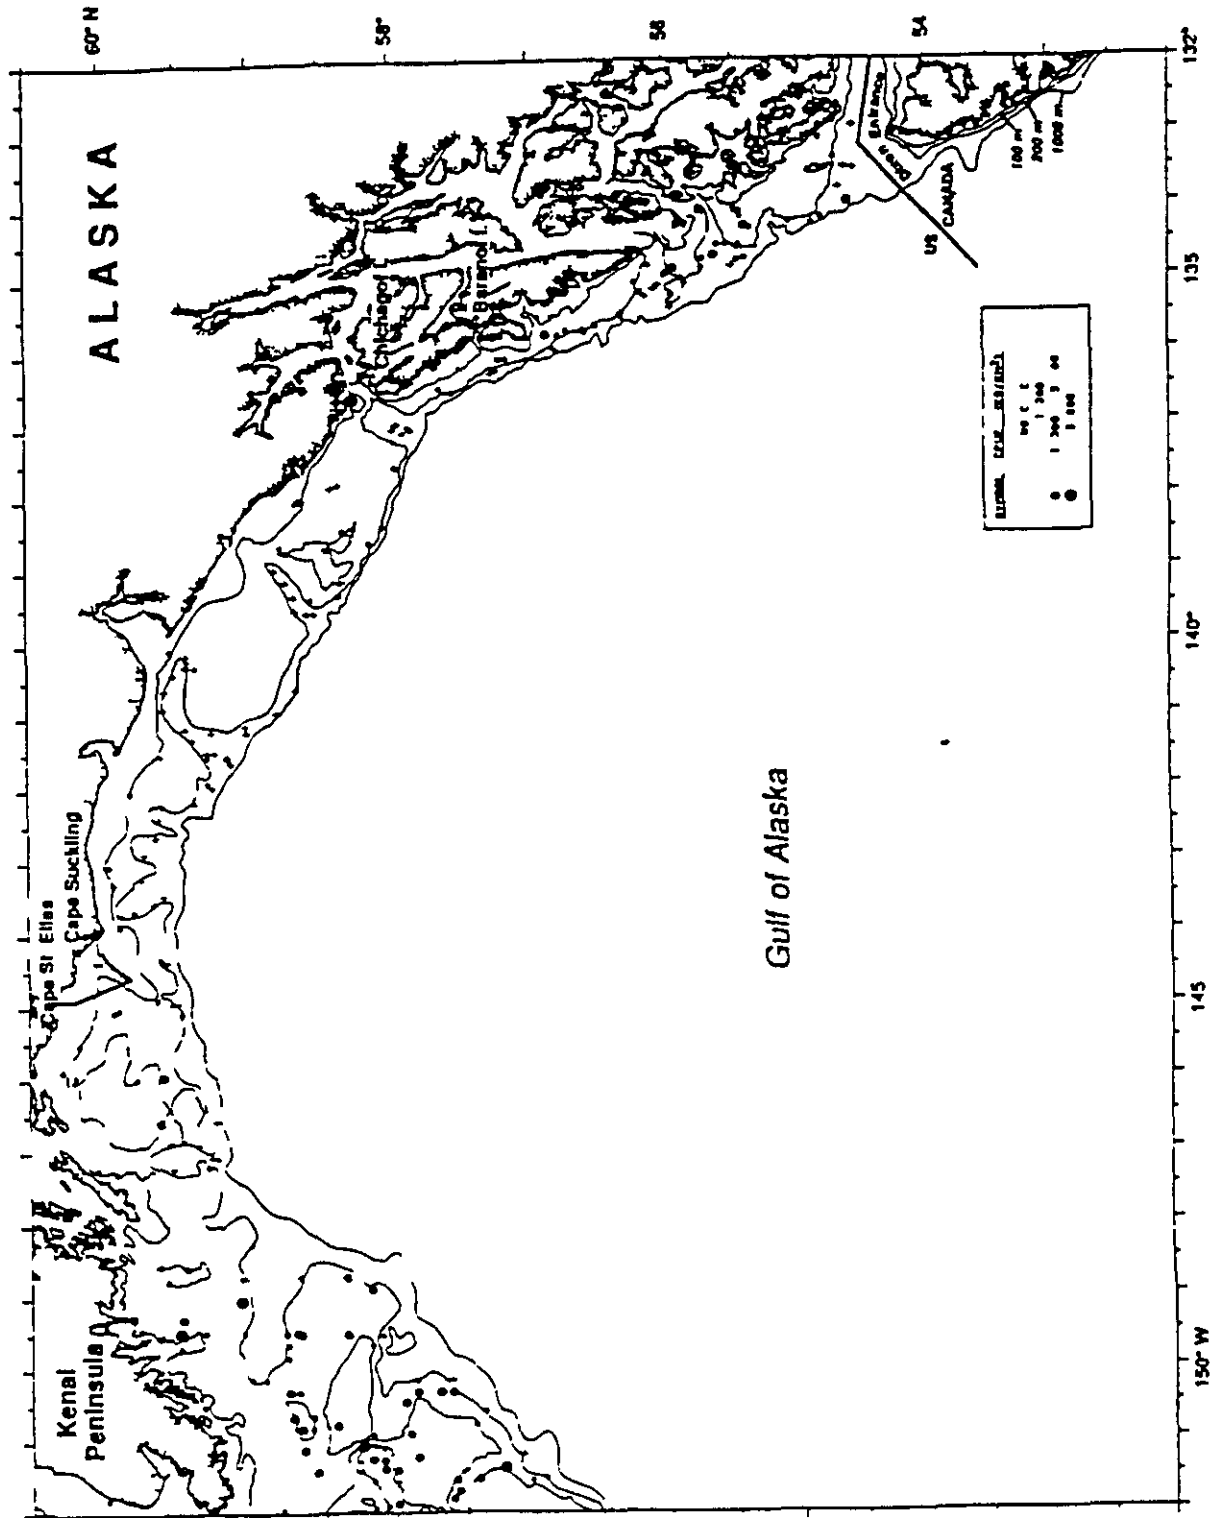 ALASKA
Kenai
Peninsula
Cape St Elias
Cape Suckling
Chichagof I.
Baranof I.
Dixon Entrance
US
CANADA
100 m
200 m
1000 m
Gulf of Alaska
60° N
58°
56
54
132°
135
140°
145
150° W